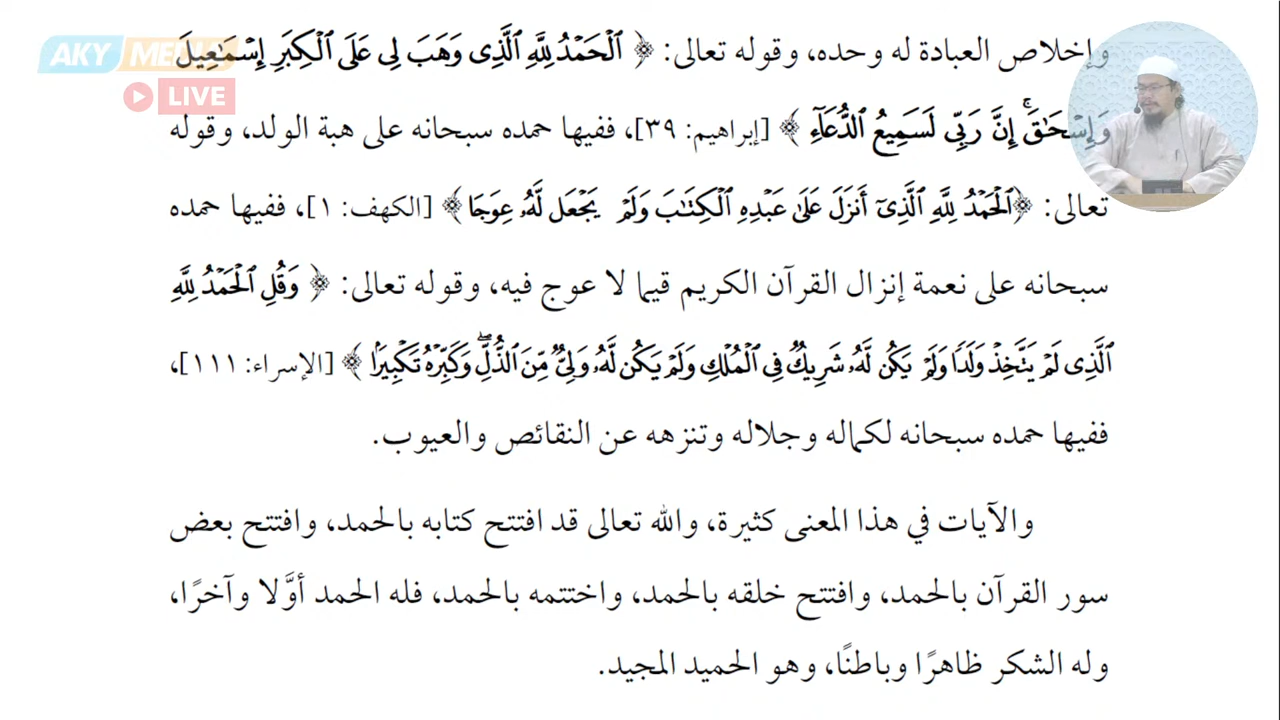 AKY MEDIA
LIVE
وإخلاص العبادة له وحده، وقوله تعالى: ﴿ ٱلۡحَمۡدُ لِلَّهِ ٱلَّذِى وَهَبَ لِى عَلَى ٱلۡكِبَرِ إِسۡمَٰعِيلَ
وَإِسۡحَٰقَۚ إِنَّ رَبِّى لَسَمِيعُ ٱلدُّعَآءِ ﴾ [إبراهيم: ٣٩]، ففيها حمده سبحانه على هبة الولد، وقوله
تعالى: ﴿ٱلۡحَمۡدُ لِلَّهِ ٱلَّذِىٓ أَنزَلَ عَلَىٰ عَبۡدِهِ ٱلۡكِتَٰبَ وَلَمۡ يَجۡعَل لَّهُۥ عِوَجَا﴾ [الكهف: ١]، ففيها حمده
سبحانه على نعمة إنزال القرآن الكريم قيما لا عوج فيه، وقوله تعالى: ﴿ وَقُلِ ٱلۡحَمۡدُ لِلَّهِ
ٱلَّذِى لَمۡ يَتَّخِذۡ وَلَدٗا وَلَمۡ يَكُن لَّهُۥ شَرِيكٞ فِى ٱلۡمُلۡكِ وَلَمۡ يَكُن لَّهُۥ وَلِىّٞ مِّنَ ٱلذُّلِّۖ وَكَبِّرۡهُ تَكۡبِيرَۢا ﴾ [الإسراء: ١١١]،
ففيها حمده سبحانه لكماله وجلاله وتنزهه عن النقائص والعيوب.
والآيات في هذا المعنى كثيرة، والله تعالى قد افتتح كتابه بالحمد، وافتتح بعض
سور القرآن بالحمد، وافتتح خلقه بالحمد، واختتمه بالحمد، فله الحمد أوَّلا وآخرًا،
وله الشكر ظاهرًا وباطنًا، وهو الحميد المجيد.